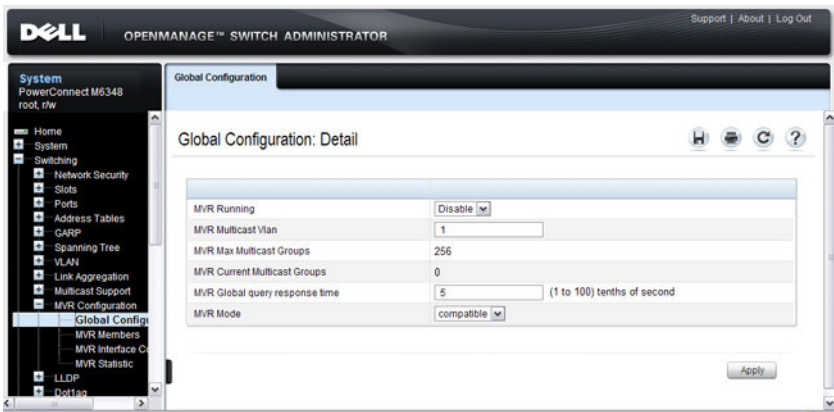 Support | About | Log Out
DELL
OPENMANAGE™ SWITCH ADMINISTRATOR
System
PowerConnect M6348
root, r/w
Home
System
Switching
Network Security
Slots
Ports
Address Tables
GARP
Spanning Tree
VLAN
Link Aggregation
Multicast Support
MVR Configuration
Global Config
MVR Members
MVR Interface Co
MVR Statistic
LLDP
Dot1ag
Global Configuration
Global Configuration: Detail
MVR Running Disable
MVR Multicast Vlan 1
MVR Max Multicast Groups 256
MVR Current Multicast Groups 0
MVR Global query response time 5 (1 to 100) tenths of second
MVR Mode compatible
Apply